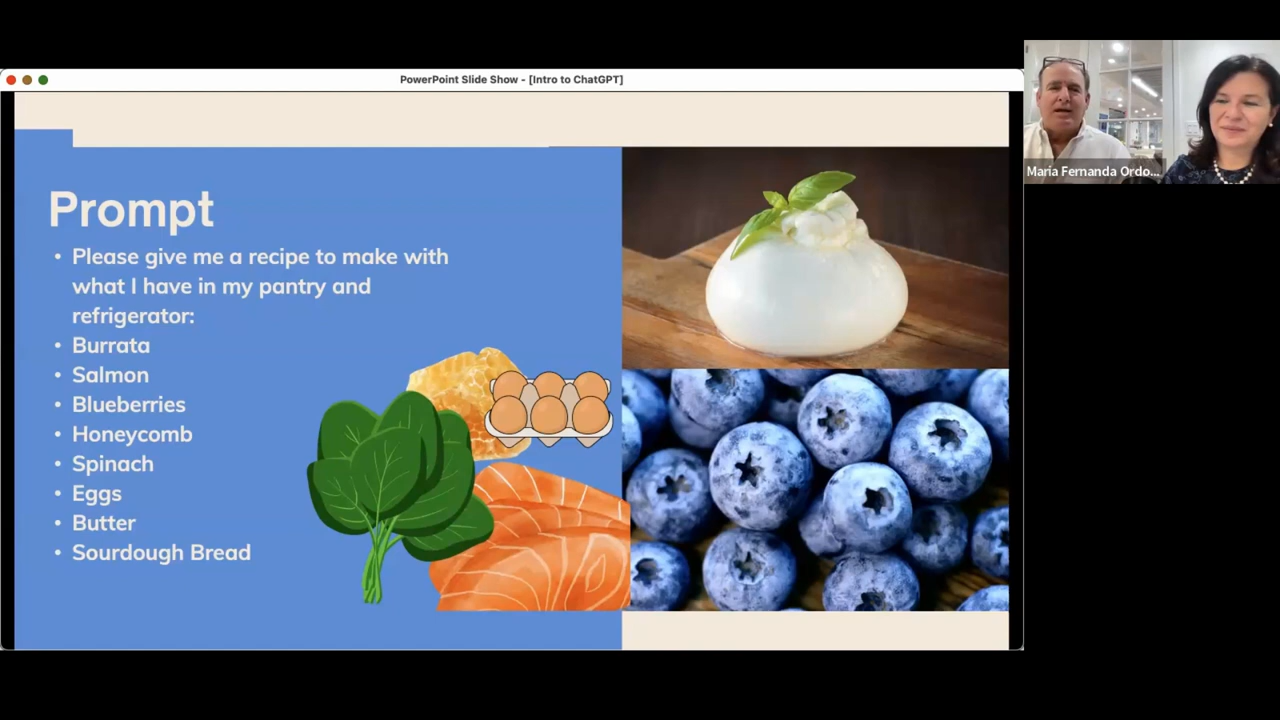 PowerPoint Slide Show - [Intro to ChatGPT]
Maria Fernanda Ordo...
Prompt
• Please give me a recipe to make with
what I have in my pantry and
refrigerator:
• Burrata
• Salmon
• Blueberries
• Honeycomb
• Spinach
• Eggs
• Butter
• Sourdough Bread